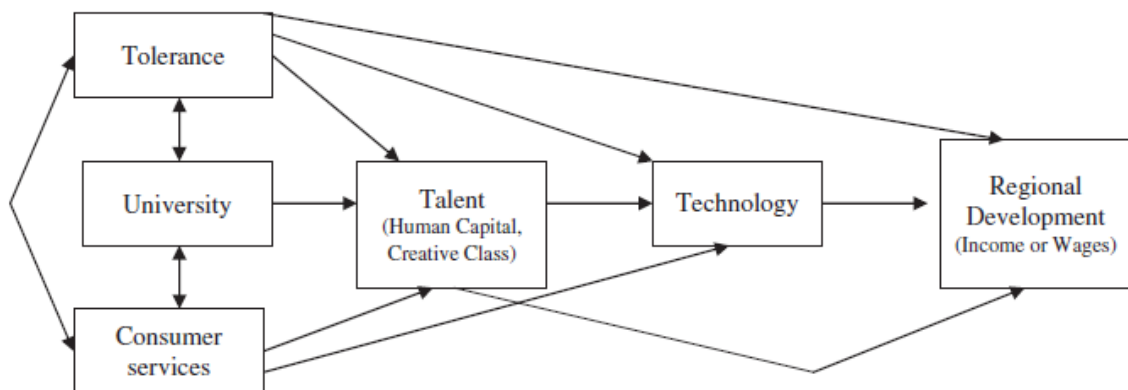 Tolerance
University
Consumer
services
Talent
(Human Capital,
Creative Class)
Technology
Regional
Development
(Income or Wages)